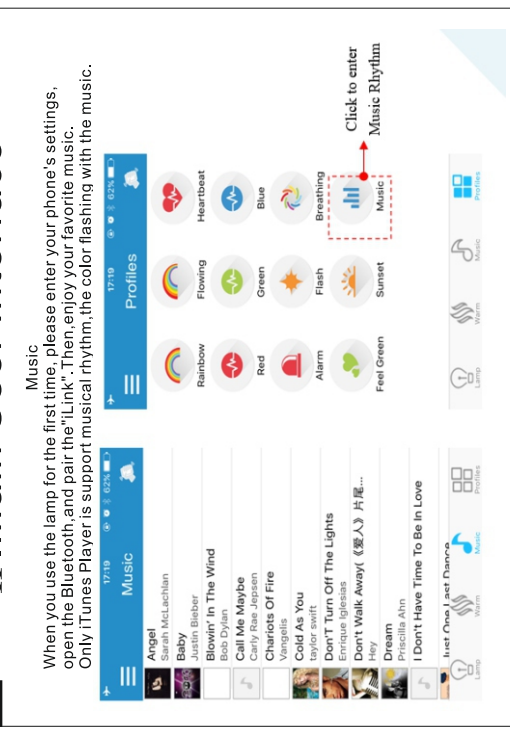 Music
When you use the lamp for the first time, please enter your phone's settings,
open the Bluetooth,and pair the"iLink".Then,enjoy your favorite music.
Only iTunes Player is support musical rhythm,the color flashing with the music.
17:19
62%
Music
Angel
Sarah McLachlan
Baby
Justin Bieber
Blowin' In The Wind
Bob Dylan
Call Me Maybe
Carly Rae Jepsen
Chariots Of Fire
Vangelis
Cold As You
taylor swift
Don'T Turn Off The Lights
Enrique Iglesias
Don't Walk Away(《爱人》片尾...
Hey
Dream
Priscilla Ahn
I Don't Have Time To Be In Love
Just One Last Dance
Lamp
Warm
Music
Profiles
17:19
62%
Profiles
Rainbow
Flowing
Heartbeat
Red
Green
Blue
Alarm
Flash
Breathing
Feel Green
Sunset
Music
Lamp
Warm
Music
Profiles
Click to enter
Music Rhythm